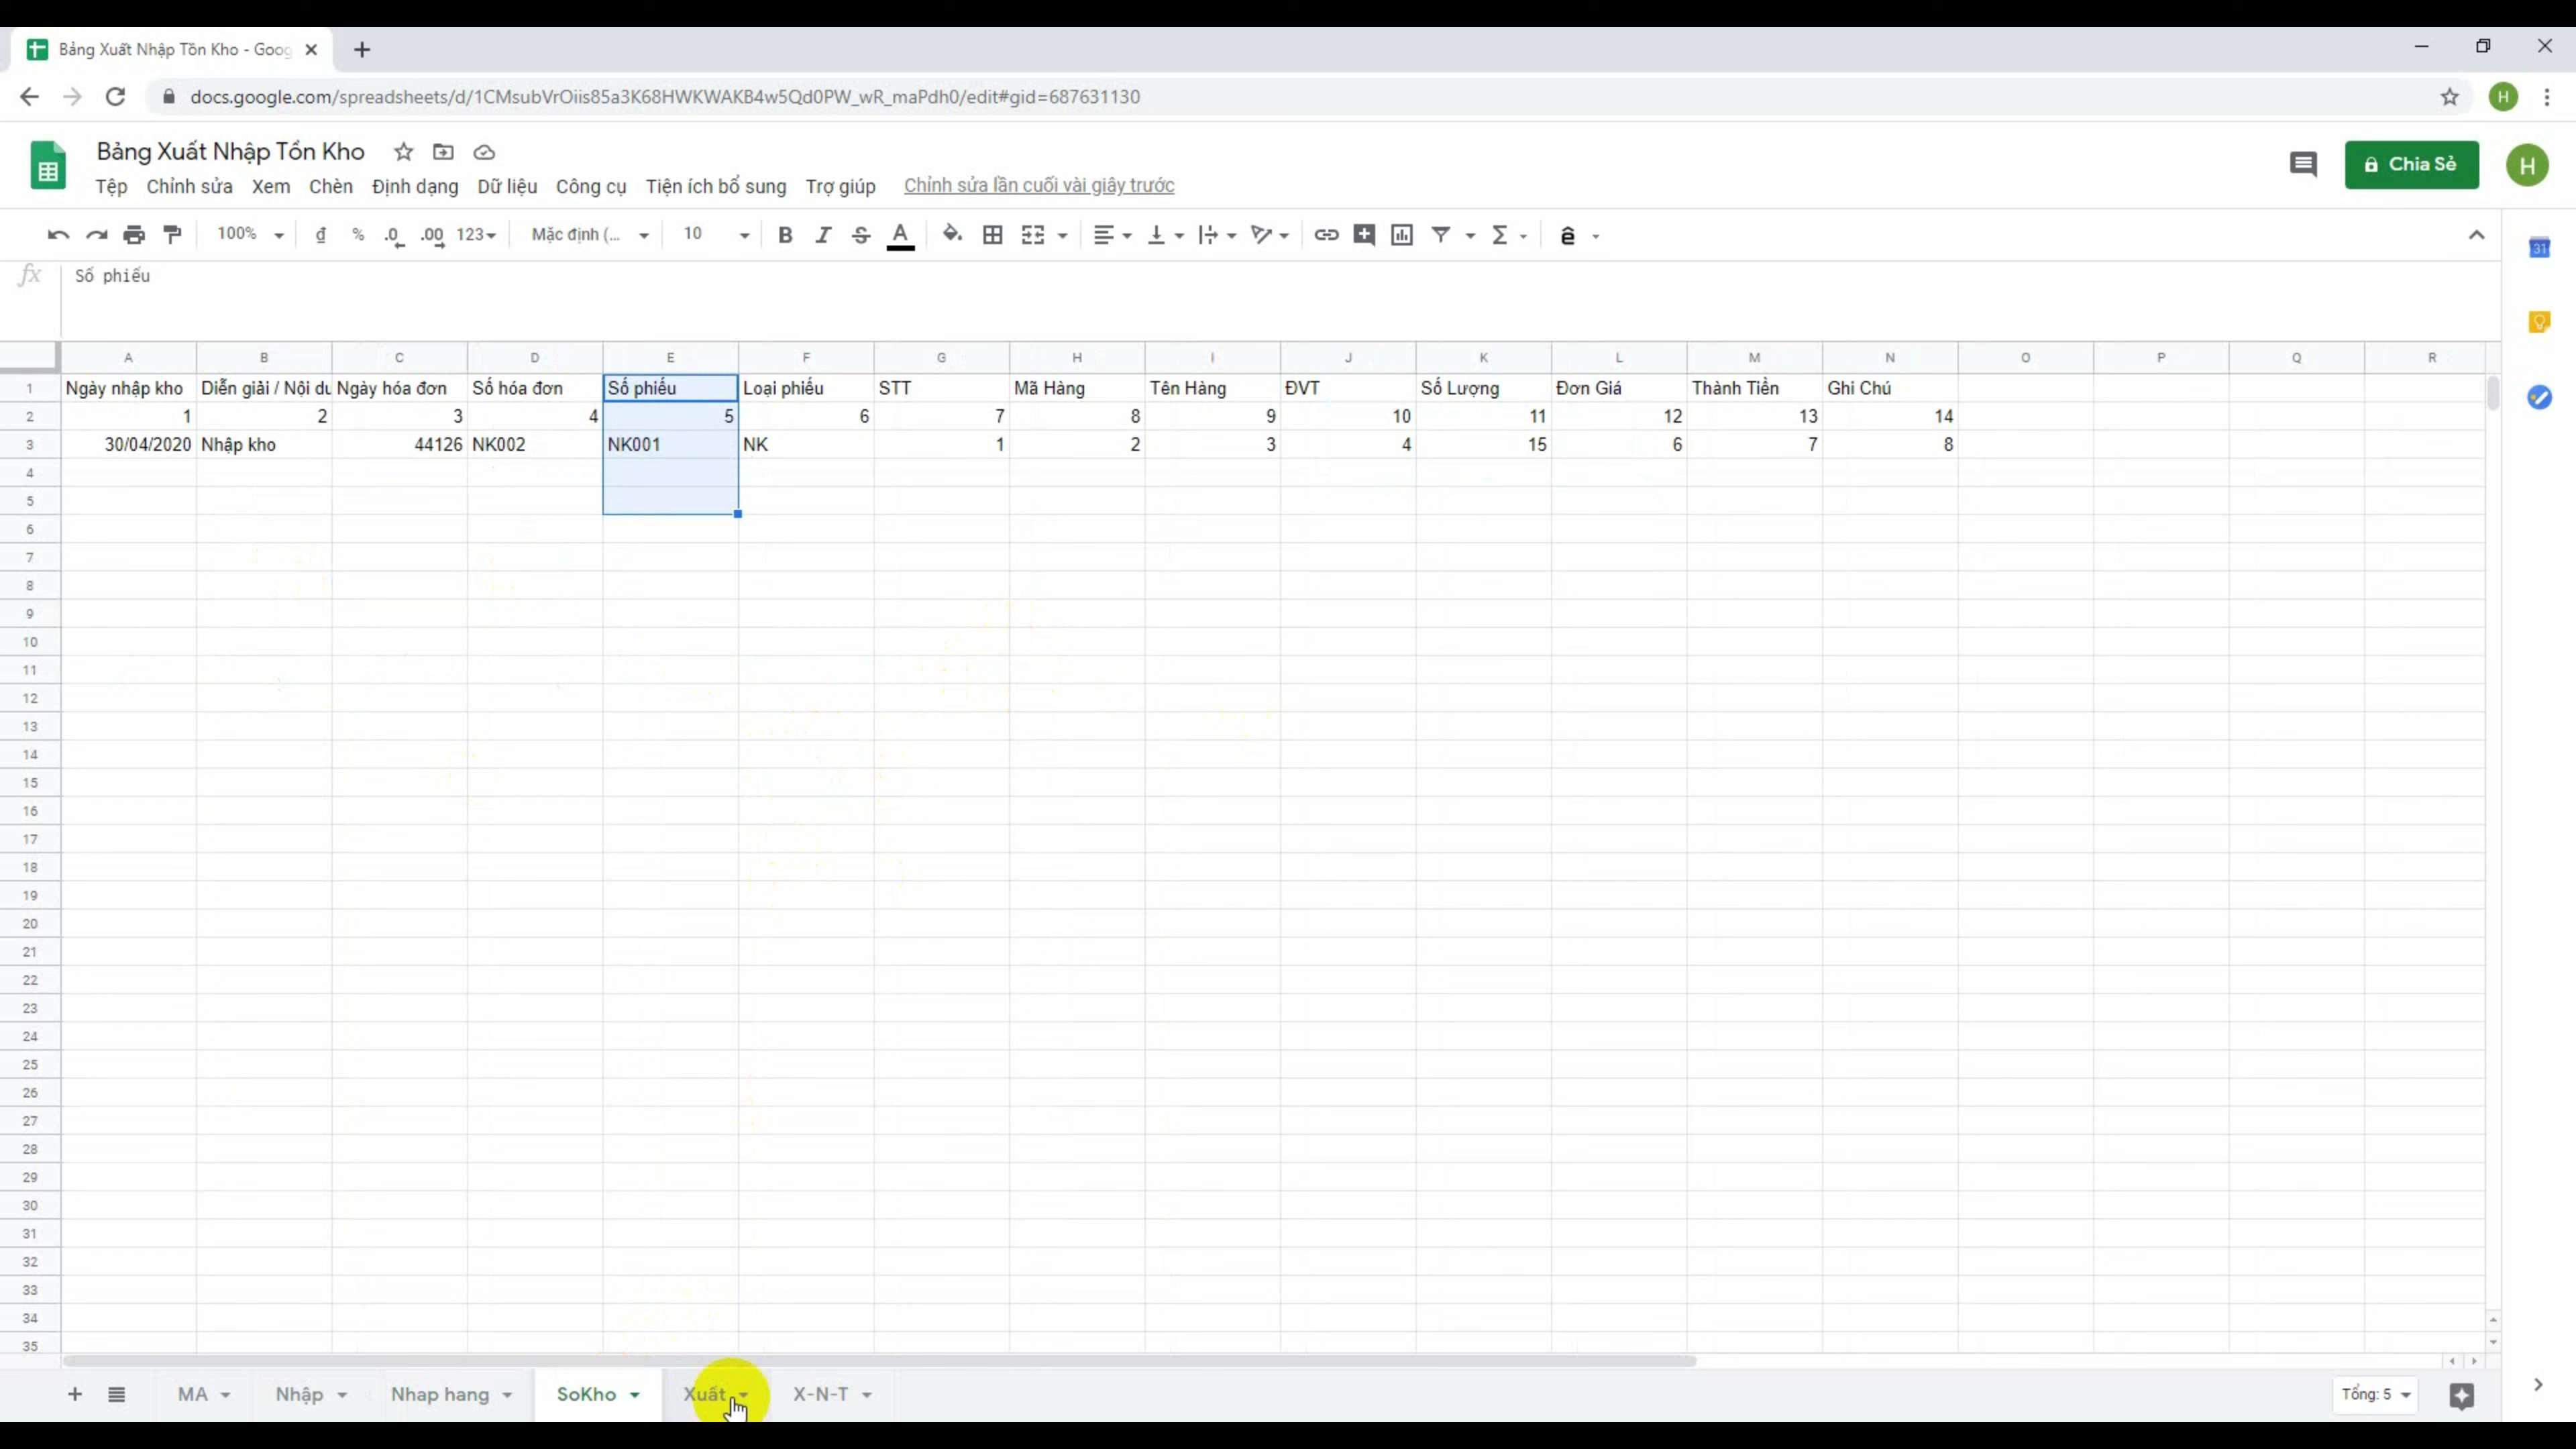 Bảng Xuất Nhập Tồn Kho - Goog
docs.google.com/spreadsheets/d/1CMsubVrOiis85a3K68HWKWAKB4w5Qd0PW_wR_maPdh0/edit#gid=687631130
H
Bảng Xuất Nhập Tồn Kho
Chia Sẻ
H
Tệp Chỉnh sửa Xem Chèn Định dạng Dữ liệu Công cụ Tiện ích bổ sung Trợ giúp Chỉnh sửa lần cuối vài giây trước
100% đ % .0 .00 123 Mặc định (... 10 B I S A Σ ê
31
fx Số phiếu
A B C D E F G H I J K L M N O P Q R
1 Ngày nhập kho Diễn giải / Nội du Ngày hóa đơn Số hóa đơn Số phiếu Loại phiếu STT Mã Hàng Tên Hàng ĐVT Số Lượng Đơn Giá Thành Tiền Ghi Chú
2 1 2 3 4 5 6 7 8 9 10 11 12 13 14
3 30/04/2020 Nhập kho 44126 NK002 NK001 NK 1 2 3 4 15 6 7 8
4
5
6
7
8
9
10
11
12
13
14
15
16
17
18
19
20
21
22
23
24
25
26
27
28
29
30
31
32
33
34
35
MA Nhập Nhap hang SoKho Xuất X-N-T Tổng: 5